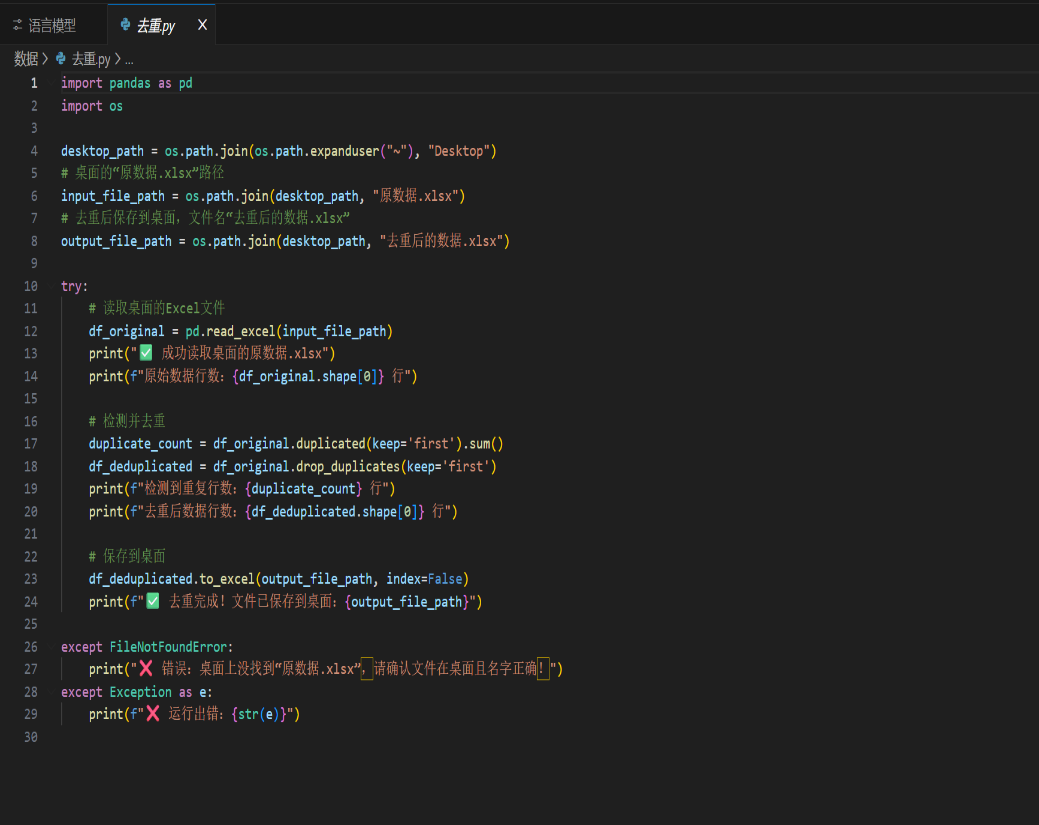 语言模型 去重.py X
数据 > 去重.py > ...
1 import pandas as pd
2 import os
3
4 desktop_path = os.path.join(os.path.expanduser("~"), "Desktop")
5 # 桌面的“原数据.xlsx”路径
6 input_file_path = os.path.join(desktop_path, "原数据.xlsx")
7 # 去重后保存到桌面，文件名“去重后的数据.xlsx”
8 output_file_path = os.path.join(desktop_path, "去重后的数据.xlsx")
9
10 try:
11     # 读取桌面的Excel文件
12     df_original = pd.read_excel(input_file_path)
13     print("✅ 成功读取桌面的原数据.xlsx")
14     print(f"原始数据行数：{df_original.shape[0]} 行")
15
16     # 检测并去重
17     duplicate_count = df_original.duplicated(keep='first').sum()
18     df_deduplicated = df_original.drop_duplicates(keep='first')
19     print(f"检测到重复行数：{duplicate_count} 行")
20     print(f"去重后数据行数：{df_deduplicated.shape[0]} 行")
21
22     # 保存到桌面
23     df_deduplicated.to_excel(output_file_path, index=False)
24     print(f"✅ 去重完成！文件已保存到桌面：{output_file_path}")
25
26 except FileNotFoundError:
27     print("❌ 错误：桌面上没找到“原数据.xlsx”，请确认文件在桌面且名字正确！")
28 except Exception as e:
29     print(f"❌ 运行出错：{str(e)}")
30